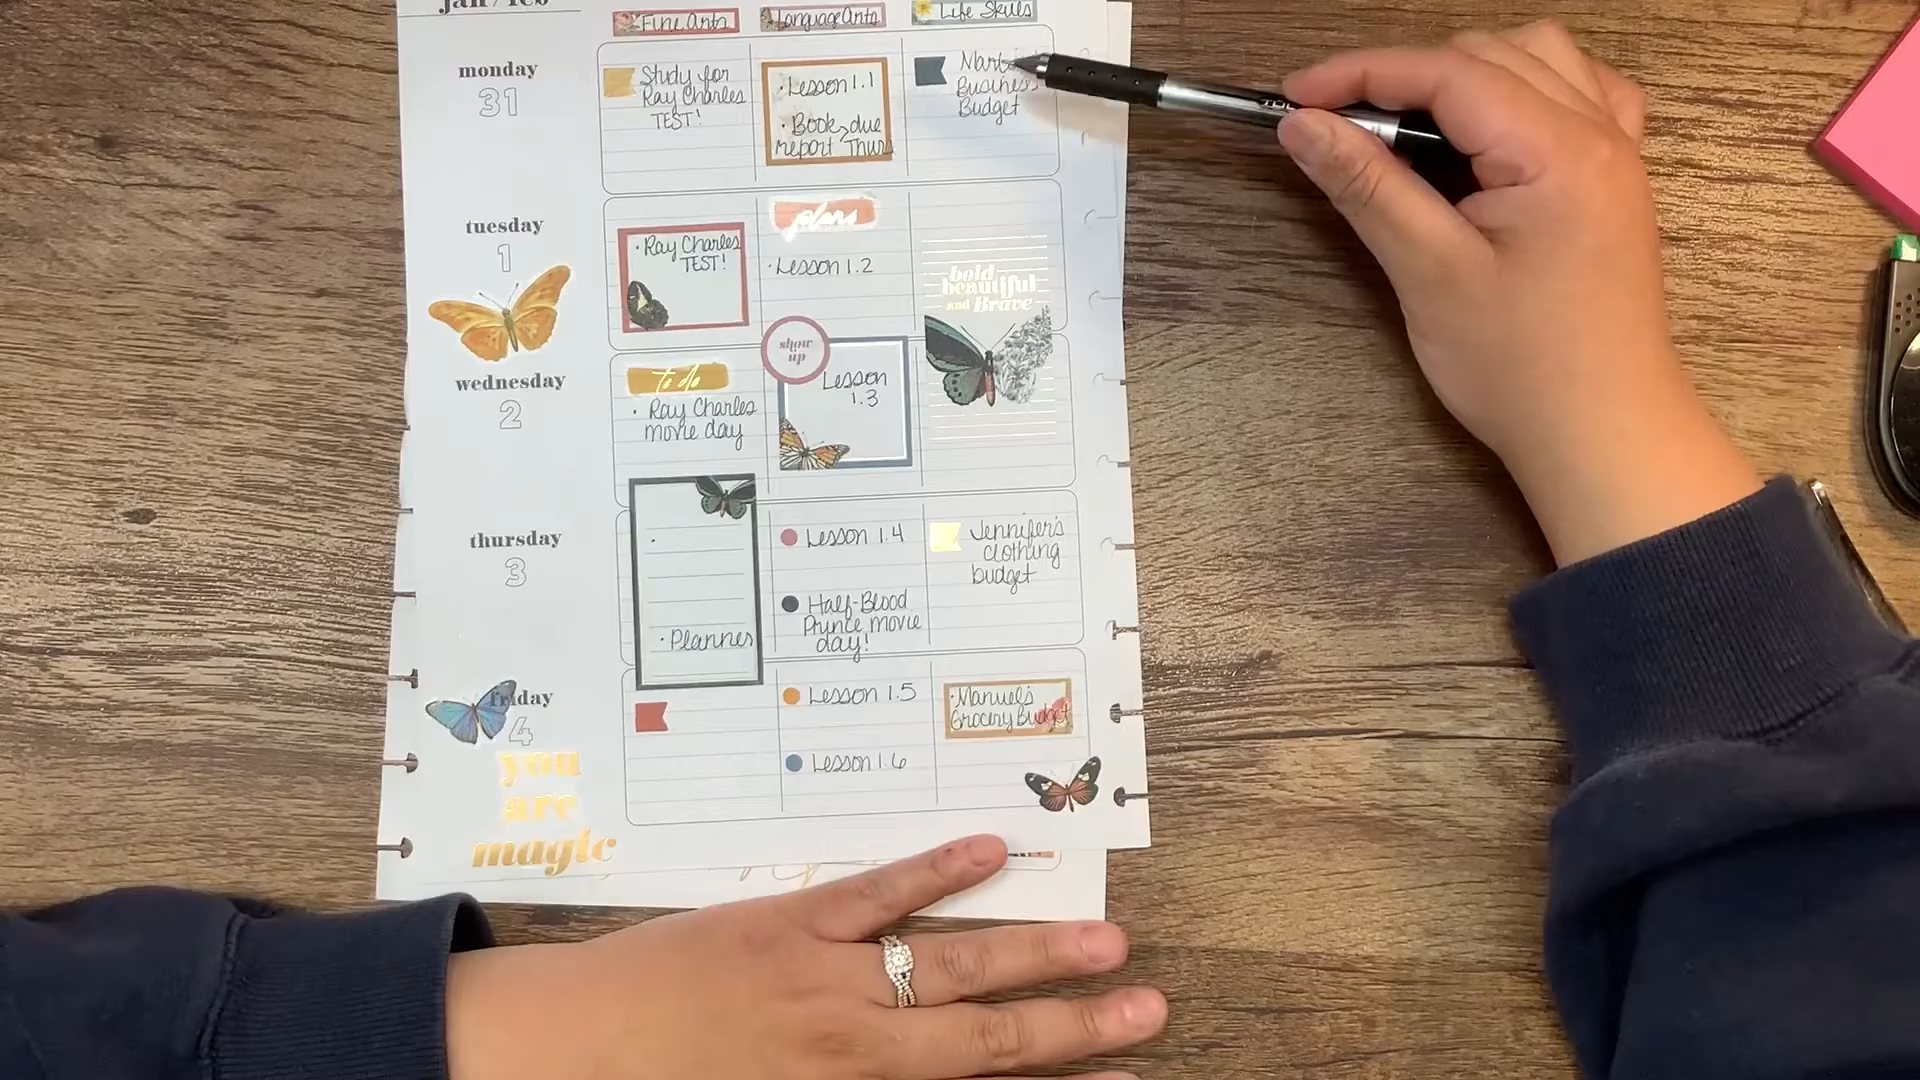 jan / feb
Fine Arts
Language Arts
Life Skills
monday
31
Study for
Ray Charles
TEST!
• Lesson 1.1
• Book due
report Thurs
Business
Budget
tuesday
1
• Ray Charles
TEST!
plans
• Lesson 1.2
bold
beautiful
and Brave
show
up
wednesday
2
to do
• Ray Charles
movie day
Lesson
1.3
thursday
3
•
• Planner
Lesson 1.4
Half-Blood
Prince movie
day!
Jennifer's
clothing
budget
friday
4
Lesson 1.5
Lesson 1.6
• Manuel's
Grocery Budget
you
are
magic